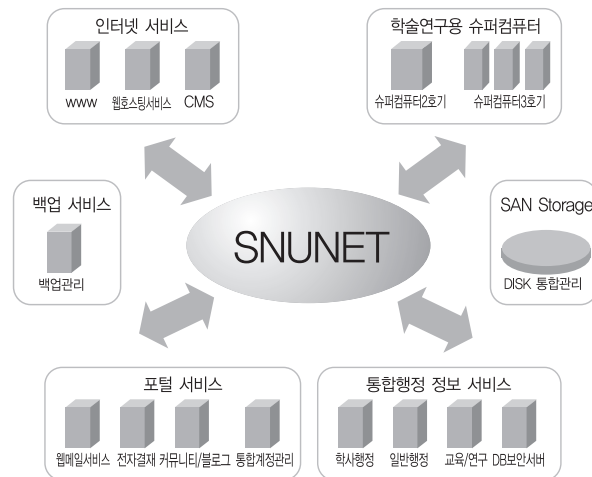 인터넷 서비스
www 웹호스팅서비스 CMS
학술연구용 슈퍼컴퓨터
슈퍼컴퓨터2호기 슈퍼컴퓨터3호기
백업 서비스
백업관리
SNUNET
SAN Storage
DISK 통합관리
포털 서비스
웹메일서비스 전자결재 커뮤니티/블로그 통합계정관리
통합행정 정보 서비스
학사행정 일반행정 교육/연구 DB보안서버